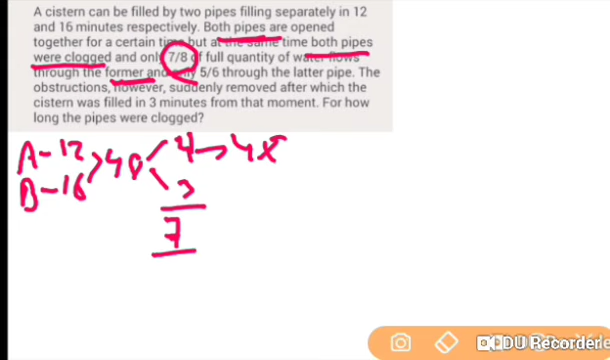 A cistern can be filled by two pipes filling separately in 12
and 16 minutes respectively. Both pipes are opened
together for a certain time but at the same time both pipes
were clogged and only 7/8 of full quantity of water flows
through the former and only 5/6 through the latter pipe. The
obstructions, however, suddenly removed after which the
cistern was filled in 3 minutes from that moment. For how
long the pipes were clogged?
A-12
B-16
48
4 → 4x
3
7
DU Recorder